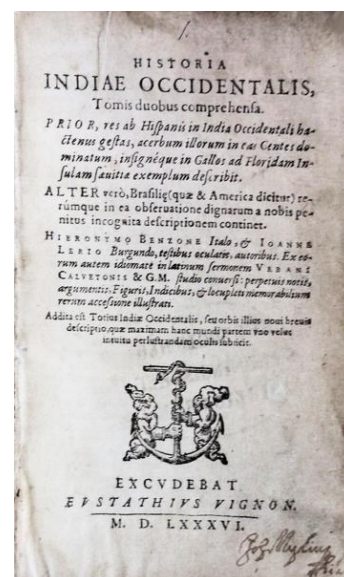 1.
HISTORIA
INDIAE OCCIDENTALIS,
Tomis duobus comprehensa.
PRIOR, res ab Hispanis in India Occidentali ha-
ctenus gestas, acerbum illorum in eas Gentes do-
minatum, insignéque in Gallos ad Floridam In-
sulam sæuitiæ exemplum describit.
ALTER verò, Brasilię (quæ & America dicitur) re-
rúmque in ea obseruatione dignarum a nobis pe-
nitus incognita descriptionem continet.
HIERONYMO BENZONE Italo, & IOANNE
LERIO Burgundo, testibus oculatis, autoribus. Ex eo-
rum autem idiomate in latinum sermonem VRBANI
CALVETONIS & G.M. studio conuersi: perpetuis notis,
argumentis. Figuris, Indicibus, & locuplets memorabilium
rerum accessione illustrati.
Addita est Totius Indiæ Occidentalis, seu orbis illius noui breuis
descriptio, quæ maximam hanc mundi partem vno velut
intuitu perlustrandam oculis subiicit.
EXCVDEBAT
EVSTATHIVS VIGNON.
M. D. LXXXVI.